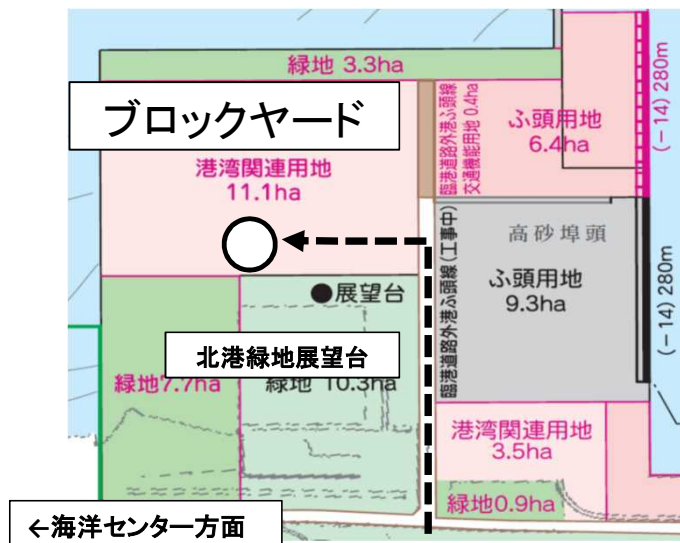 緑地 3.3ha
ブロックヤード
港湾関連用地
11.1ha
臨港道路外港ふ頭線
交通機能用地 0.4ha
ふ頭用地
6.4ha
(-14) 280m
臨港道路外港ふ頭線(工事中)
高砂埠頭
ふ頭用地
9.3ha
(-14) 280m
●展望台
北港緑地展望台
緑地7.7ha
緑地 10.3ha
港湾関連用地
3.5ha
緑地0.9ha
←海洋センター方面